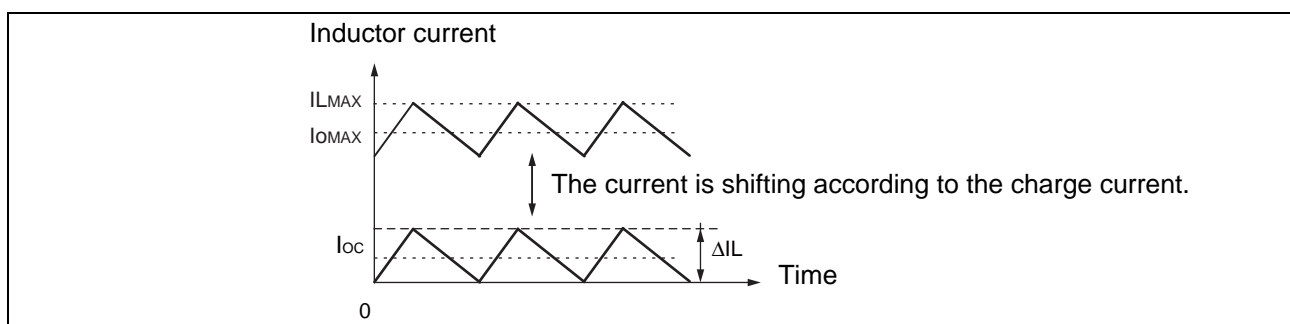 Inductor current
ILMAX
IOMAX
The current is shifting according to the charge current.
IOC
ΔIL
Time
0